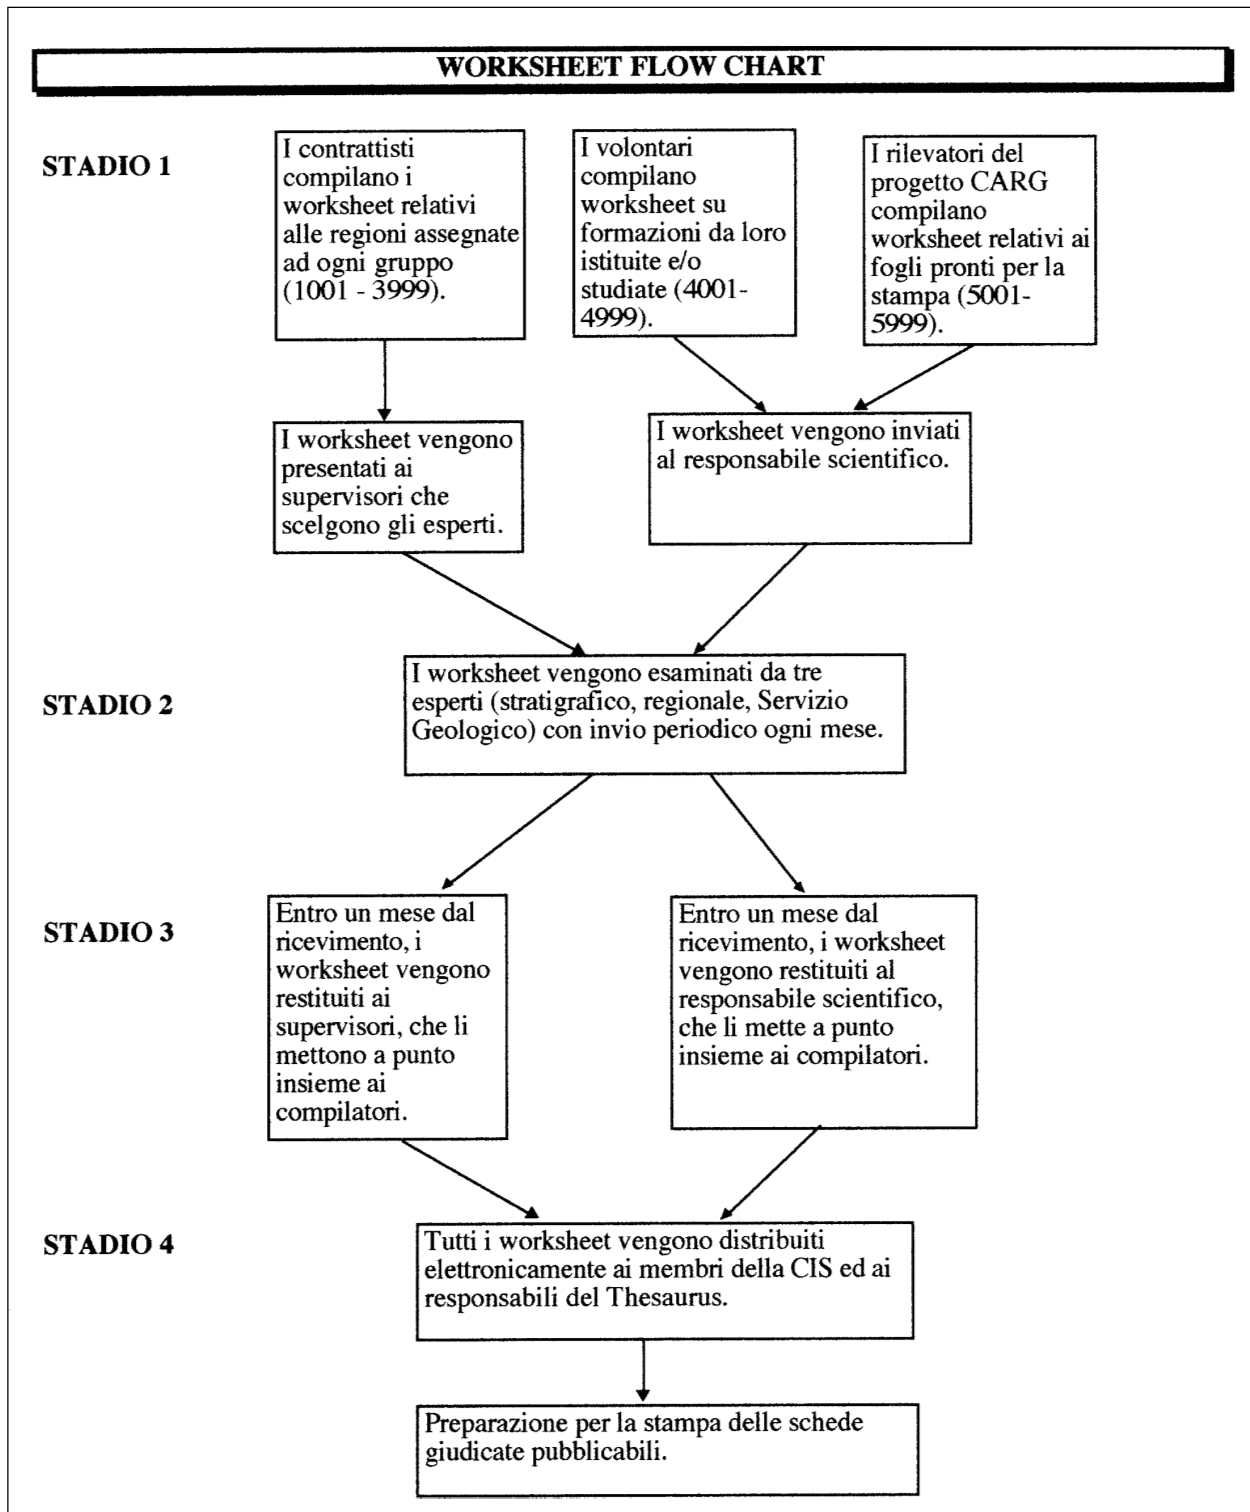 WORKSHEET FLOW CHART
STADIO 1
I contrattisti
compilano i
worksheet relativi
alle regioni assegnate
ad ogni gruppo
(1001 - 3999).
I volontari
compilano
worksheet su
formazioni da loro
istituite e/o
studiate (4001-
4999).
I rilevatori del
progetto CARG
compilano
worksheet relativi ai
fogli pronti per la
stampa (5001-
5999).
I worksheet vengono
presentati ai
supervisori che
scelgono gli esperti.
I worksheet vengono inviati
al responsabile scientifico.
STADIO 2
I worksheet vengono esaminati da tre
esperti (stratigrafico, regionale, Servizio
Geologico) con invio periodico ogni mese.
STADIO 3
Entro un mese dal
ricevimento, i
worksheet vengono
restituiti ai
supervisori, che li
mettono a punto
insieme ai
compilatori.
Entro un mese dal
ricevimento, i worksheet
vengono restituiti al
responsabile scientifico,
che li mette a punto
insieme ai compilatori.
STADIO 4
Tutti i worksheet vengono distribuiti
elettronicamente ai membri della CIS ed ai
responsabili del Thesaurus.
Preparazione per la stampa delle schede
giudicate pubblicabili.